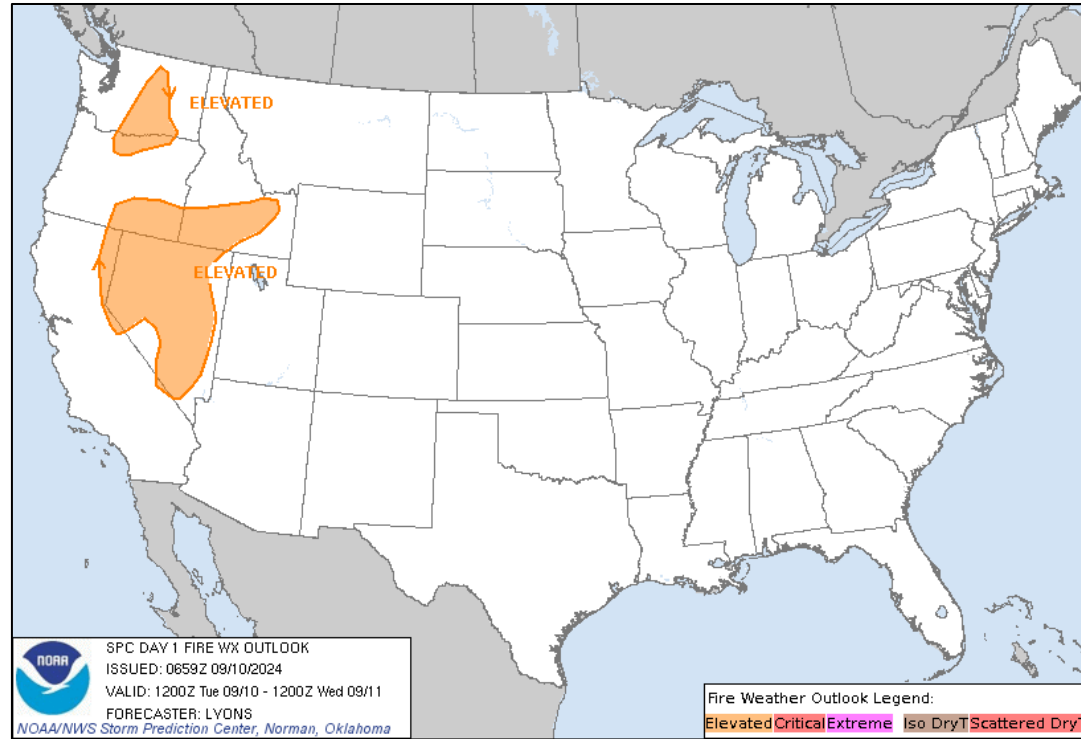 ELEVATED
ELEVATED
NOAA
SPC DAY 1 FIRE WX OUTLOOK
ISSUED: 0659Z 09/10/2024
VALID: 1200Z Tue 09/10 - 1200Z Wed 09/11
FORECASTER: LYONS
NOAA/NWS Storm Prediction Center, Norman, Oklahoma
Fire Weather Outlook Legend:
Elevated Critical Extreme Iso DryT Scattered DryT